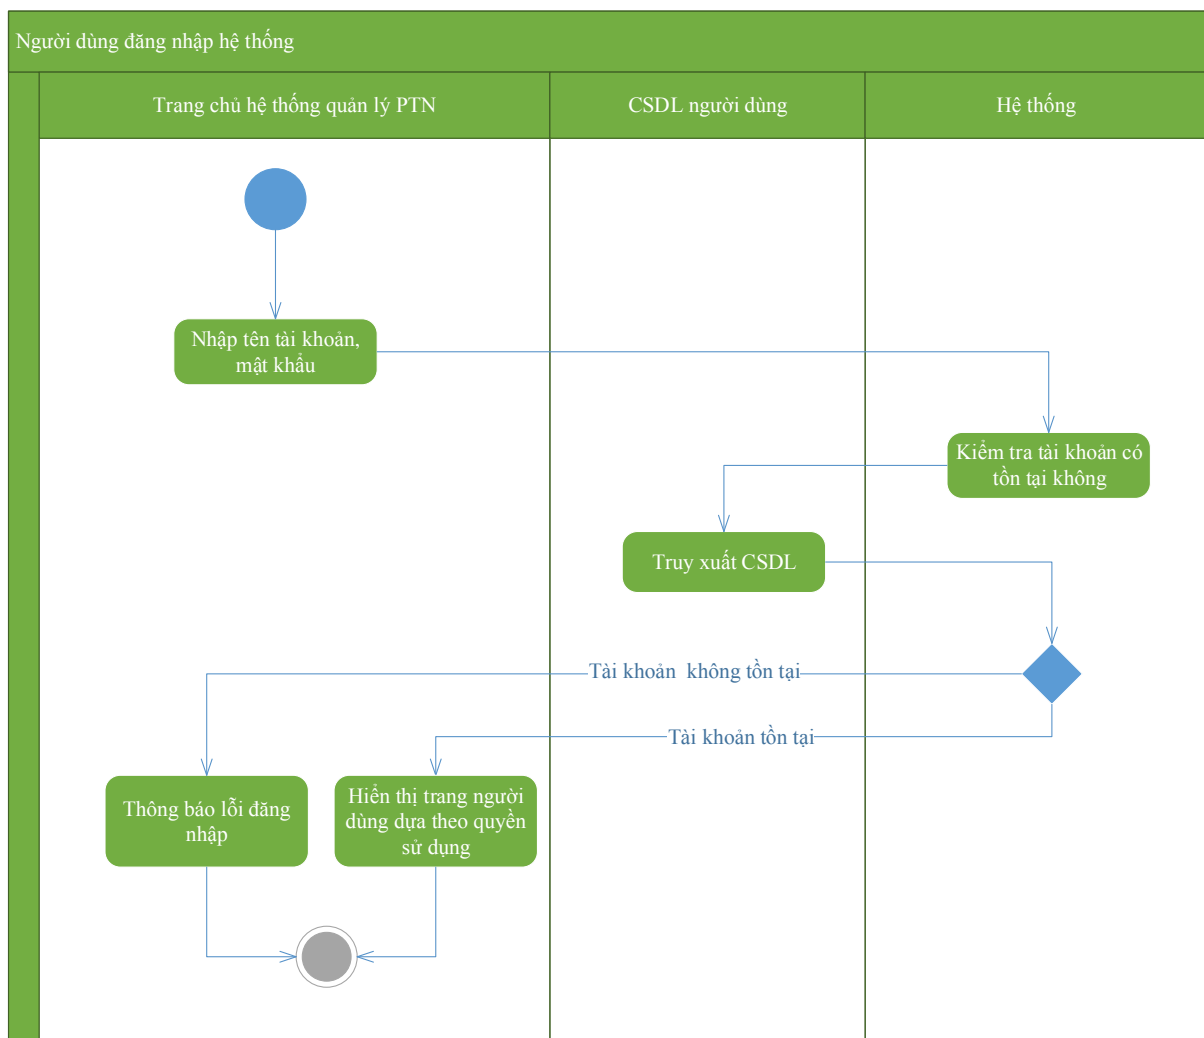 Người dùng đăng nhập hệ thống
Trang chủ hệ thống quản lý PTN
CSDL người dùng
Hệ thống
Nhập tên tài khoản,
mật khẩu
Kiểm tra tài khoản có
tồn tại không
Truy xuất CSDL
Tài khoản  không tồn tại
Tài khoản tồn tại
Thông báo lỗi đăng
nhập
Hiển thị trang người
dùng dựa theo quyền
sử dụng